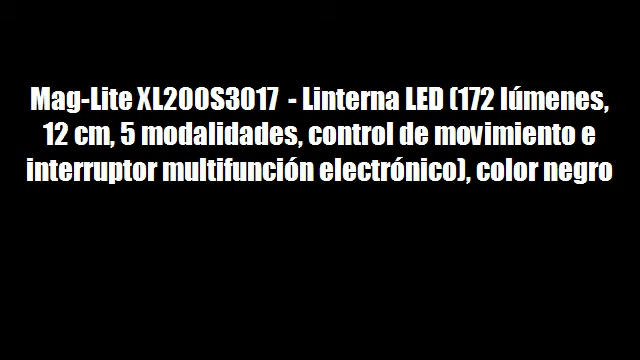 Mag-Lite XL200S3017 - Linterna LED (172 lúmenes,
12 cm, 5 modalidades, control de movimiento e
interruptor multifunción electrónico), color negro